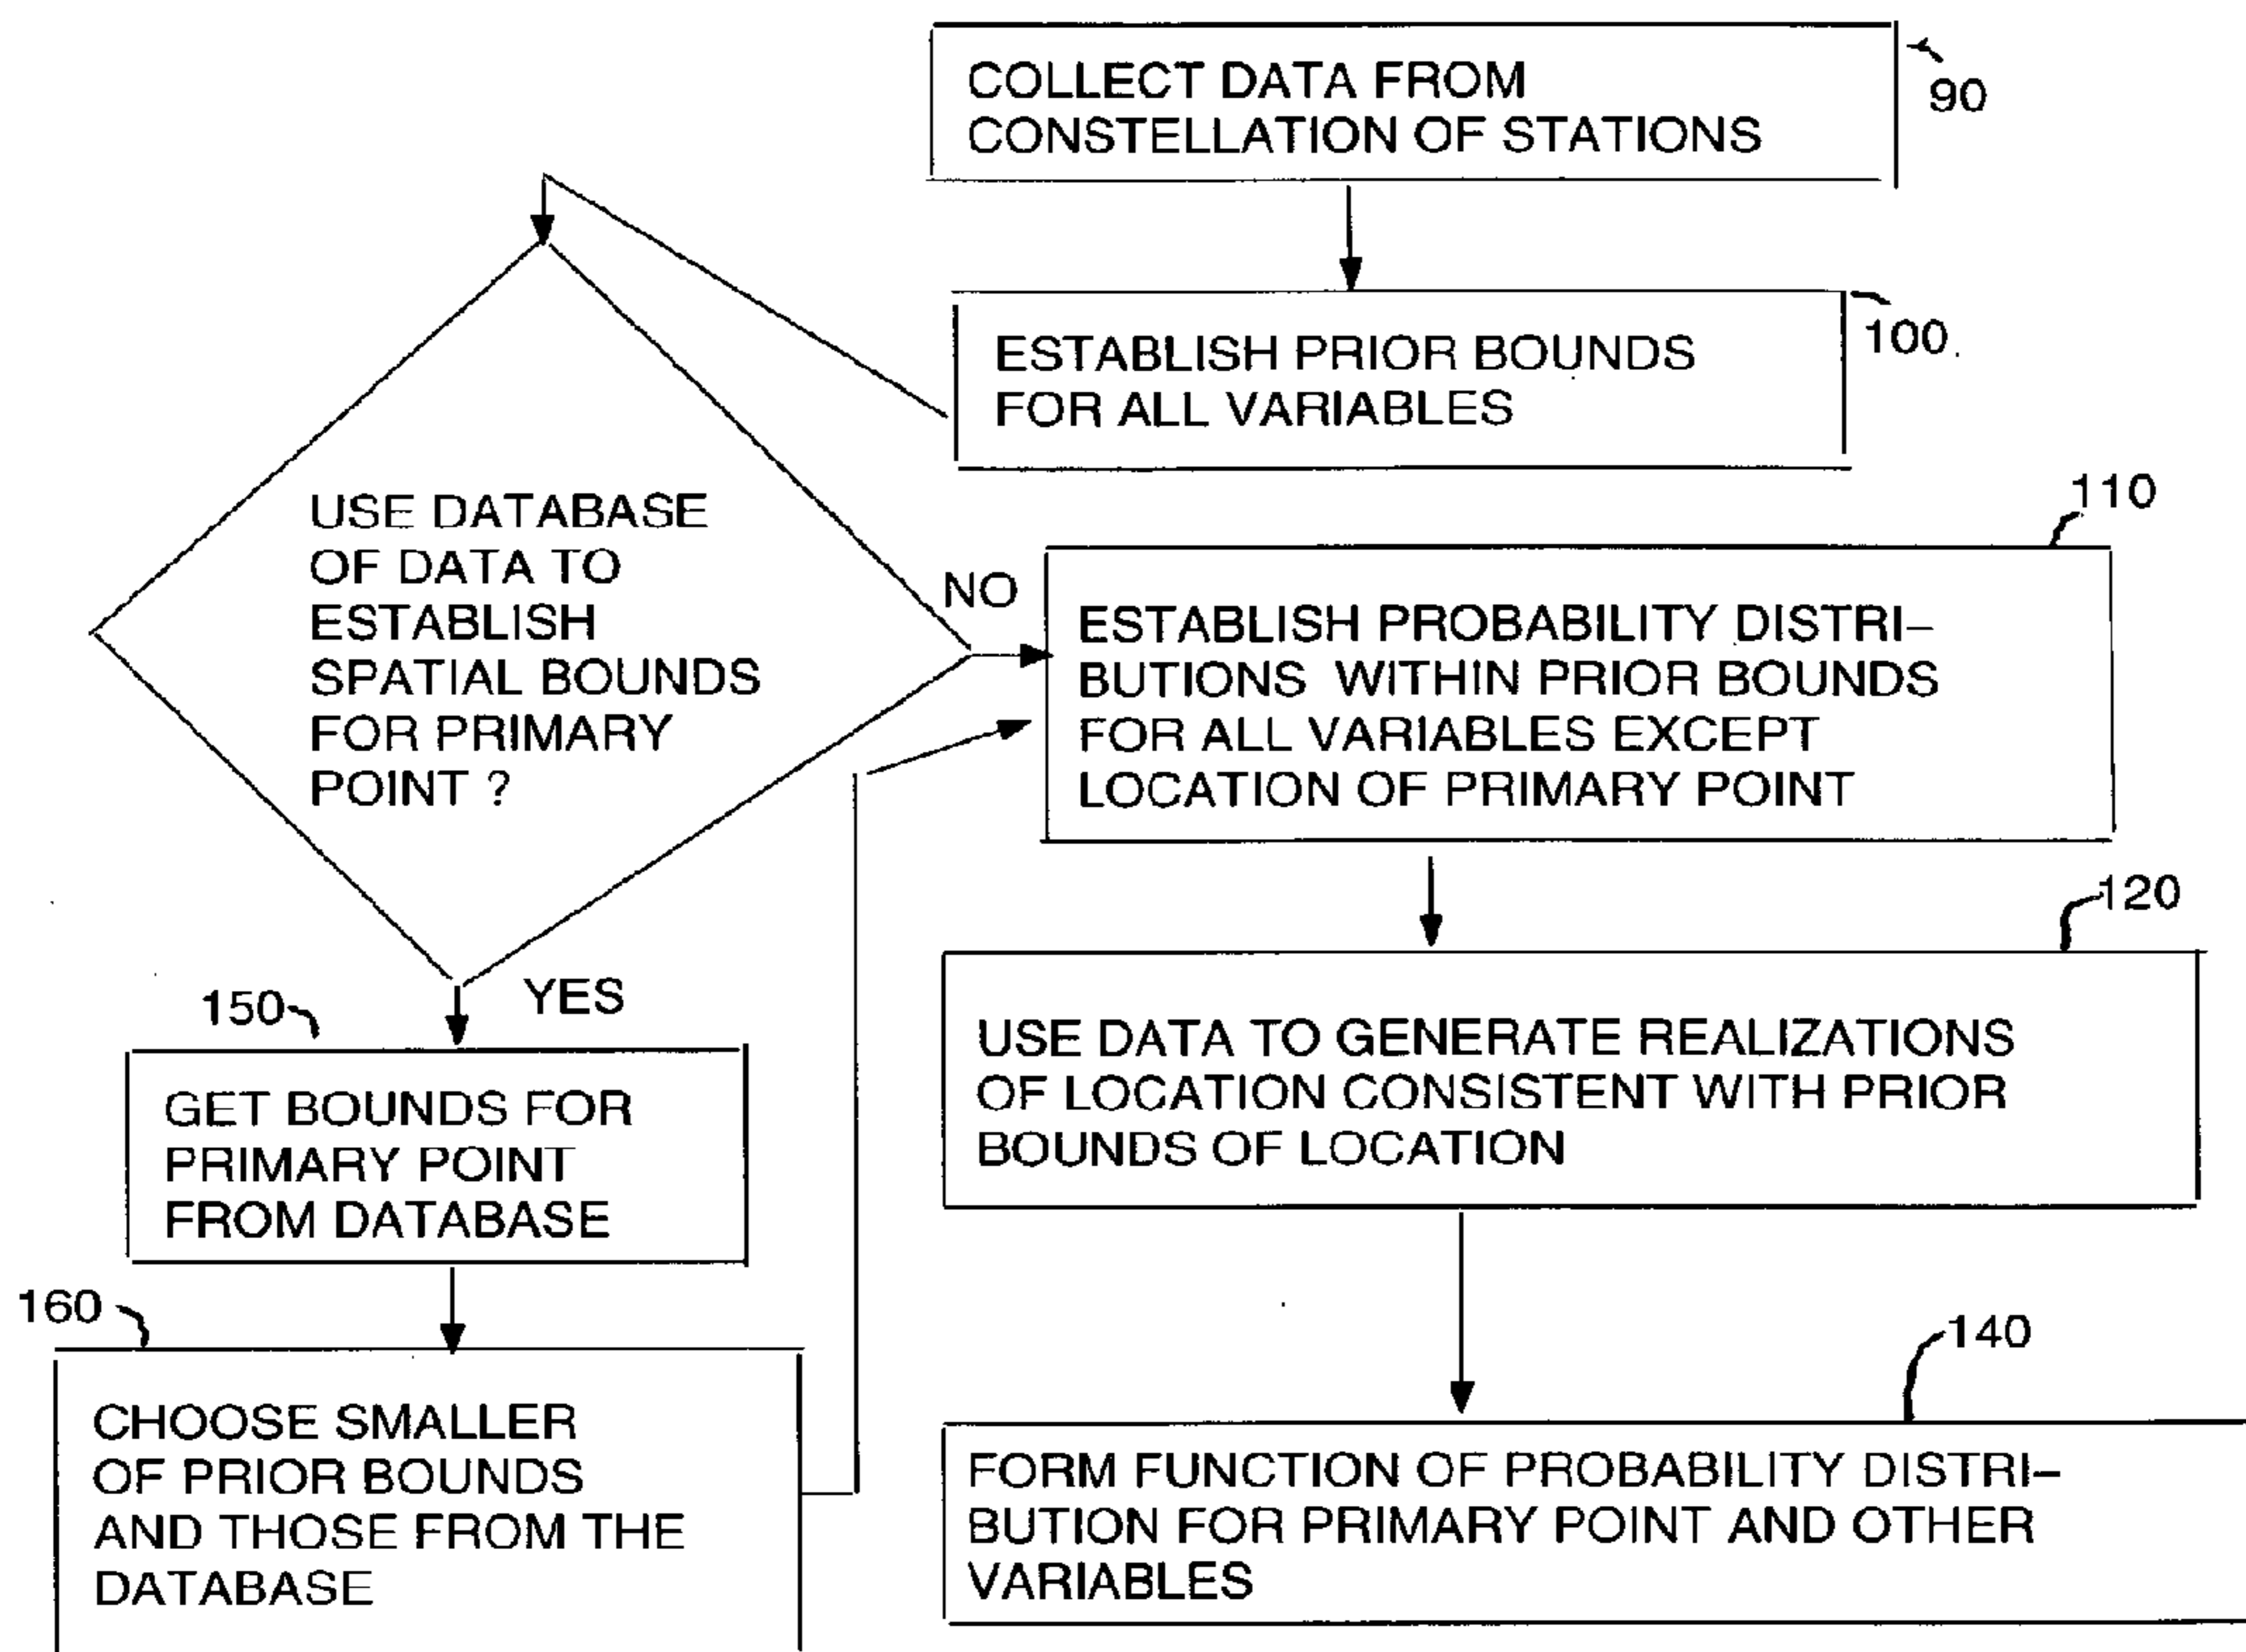 COLLECT DATA FROM
CONSTELLATION OF STATIONS
90
ESTABLISH PRIOR BOUNDS
FOR ALL VARIABLES
100
USE DATABASE
OF DATA TO
ESTABLISH
SPATIAL BOUNDS
FOR PRIMARY
POINT ?
NO
YES
110
ESTABLISH PROBABILITY DISTRI–
BUTIONS WITHIN PRIOR BOUNDS
FOR ALL VARIABLES EXCEPT
LOCATION OF PRIMARY POINT
120
USE DATA TO GENERATE REALIZATIONS
OF LOCATION CONSISTENT WITH PRIOR
BOUNDS OF LOCATION
150
GET BOUNDS FOR
PRIMARY POINT
FROM DATABASE
160
CHOOSE SMALLER
OF PRIOR BOUNDS
AND THOSE FROM THE
DATABASE
140
FORM FUNCTION OF PROBABILITY DISTRI–
BUTION FOR PRIMARY POINT AND OTHER
VARIABLES